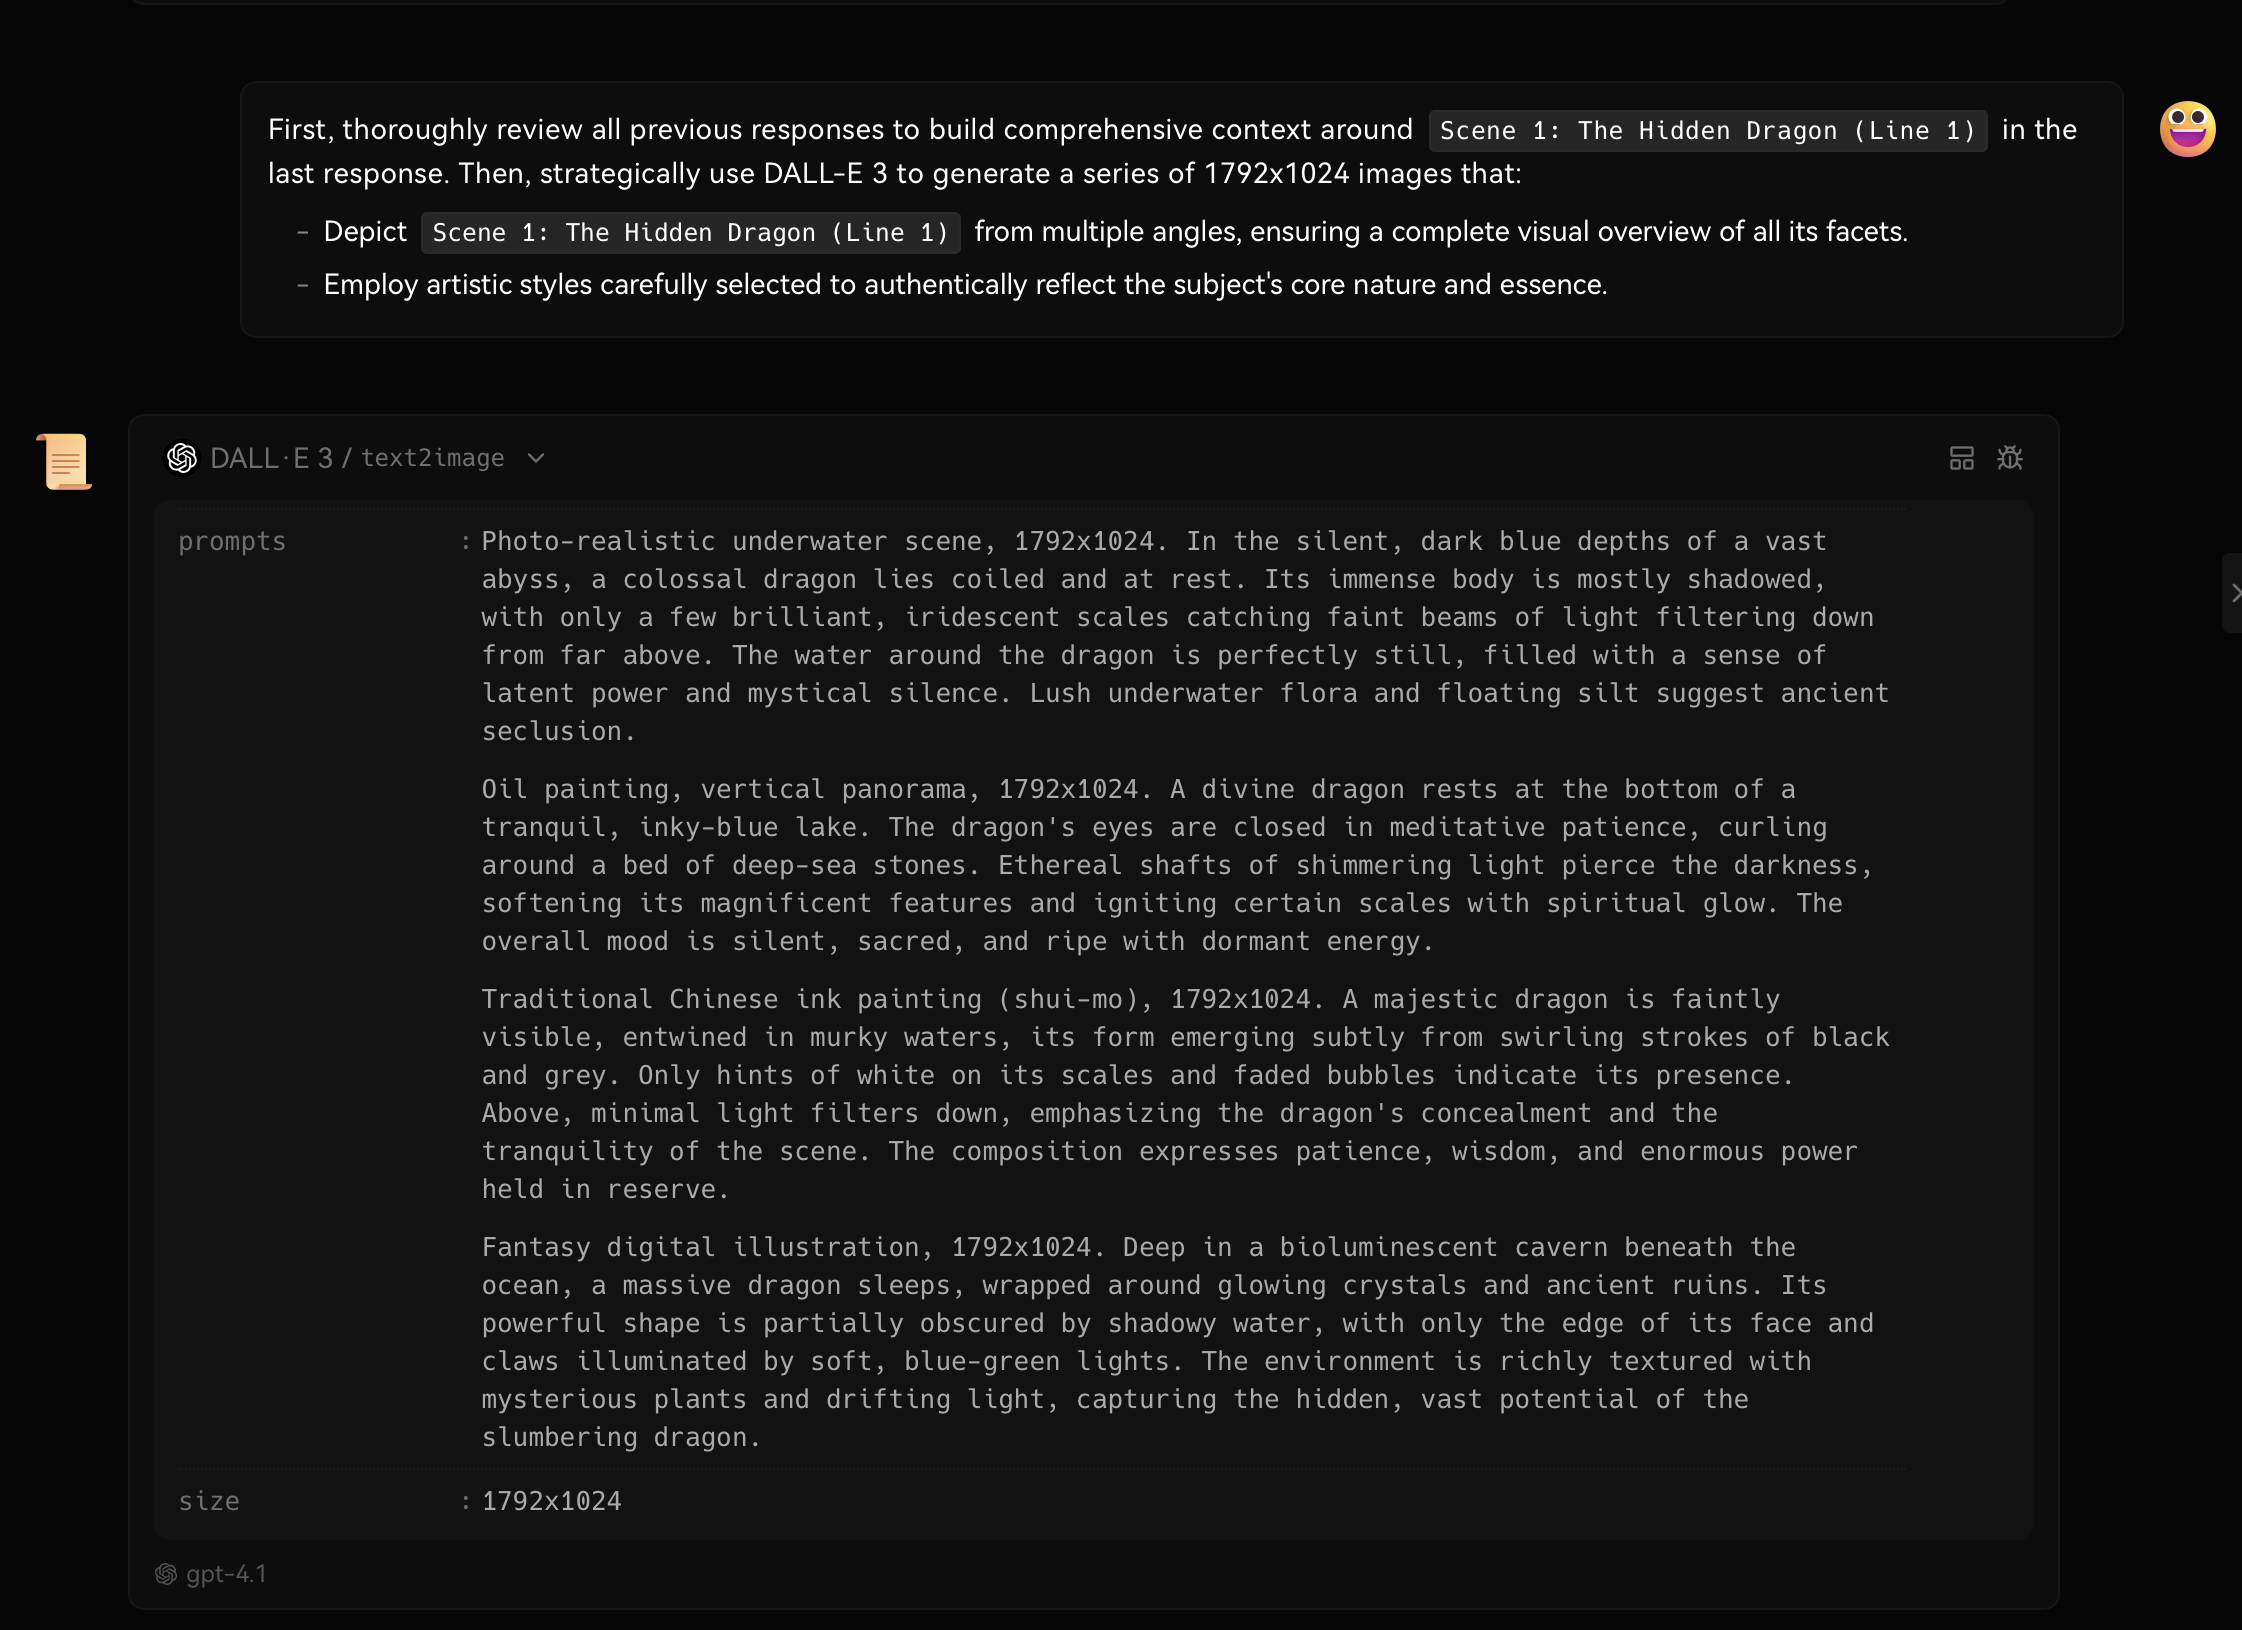 First, thoroughly review all previous responses to build comprehensive context around Scene 1: The Hidden Dragon (Line 1) in the
last response. Then, strategically use DALL-E 3 to generate a series of 1792x1024 images that:
- Depict Scene 1: The Hidden Dragon (Line 1) from multiple angles, ensuring a complete visual overview of all its facets.
- Employ artistic styles carefully selected to authentically reflect the subject's core nature and essence.
DALL·E 3 / text2image
prompts : Photo-realistic underwater scene, 1792x1024. In the silent, dark blue depths of a vast
abyss, a colossal dragon lies coiled and at rest. Its immense body is mostly shadowed,
with only a few brilliant, iridescent scales catching faint beams of light filtering down
from far above. The water around the dragon is perfectly still, filled with a sense of
latent power and mystical silence. Lush underwater flora and floating silt suggest ancient
seclusion.
Oil painting, vertical panorama, 1792x1024. A divine dragon rests at the bottom of a
tranquil, inky-blue lake. The dragon's eyes are closed in meditative patience, curling
around a bed of deep-sea stones. Ethereal shafts of shimmering light pierce the darkness,
softening its magnificent features and igniting certain scales with spiritual glow. The
overall mood is silent, sacred, and ripe with dormant energy.
Traditional Chinese ink painting (shui-mo), 1792x1024. A majestic dragon is faintly
visible, entwined in murky waters, its form emerging subtly from swirling strokes of black
and grey. Only hints of white on its scales and faded bubbles indicate its presence.
Above, minimal light filters down, emphasizing the dragon's concealment and the
tranquility of the scene. The composition expresses patience, wisdom, and enormous power
held in reserve.
Fantasy digital illustration, 1792x1024. Deep in a bioluminescent cavern beneath the
ocean, a massive dragon sleeps, wrapped around glowing crystals and ancient ruins. Its
powerful shape is partially obscured by shadowy water, with only the edge of its face and
claws illuminated by soft, blue-green lights. The environment is richly textured with
mysterious plants and drifting light, capturing the hidden, vast potential of the
slumbering dragon.
size : 1792x1024
gpt-4.1